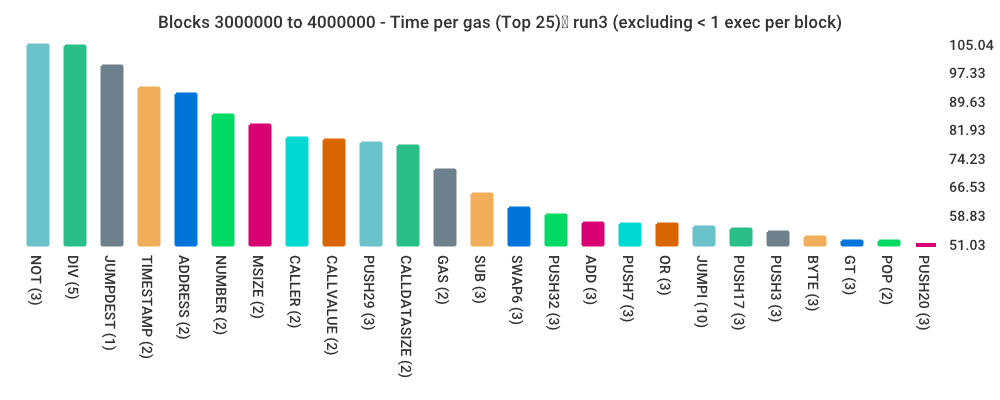 Blocks 3000000 to 4000000 - Time per gas (Top 25)▯ run3 (excluding < 1 exec per block)
105.04
97.33
89.63
81.93
74.23
66.53
58.83
51.03
NOT (3)
DIV (5)
JUMPDEST (1)
TIMESTAMP (2)
ADDRESS (2)
NUMBER (2)
MSIZE (2)
CALLER (2)
CALLVALUE (2)
PUSH29 (3)
CALLDATASIZE (2)
GAS (2)
SUB (3)
SWAP6 (3)
PUSH32 (3)
ADD (3)
PUSH7 (3)
OR (3)
JUMPI (10)
PUSH17 (3)
PUSH3 (3)
BYTE (3)
GT (3)
POP (2)
PUSH20 (3)